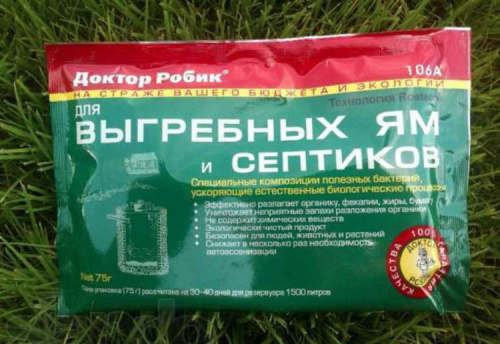 Доктор Робик®
106А
НА СТРАЖЕ ВАШЕГО БЮДЖЕТА И ЭКОЛОГИИ
Технологии
ДЛЯ
ВЫГРЕБНЫХ ЯМ
И СЕПТИКОВ
Специальные композиции полезных бактерий,
ускоряющие естественные биологические процессы
• Эффективно разлагает органику, фекалии, жиры, бумагу
• Уничтожает неприятные запахи разложения органики
• Не содержит химических веществ
• Экологически чистый продукт
• Безопасен для людей, животных и растений
• Снижает в несколько раз необходимость
автоассенизации
Net 75г
Одна упаковка (75 г) рассчитана на 30-40 дней для резервуара 1500 литров
КАЧЕСТВА 100%
ДОКТОР